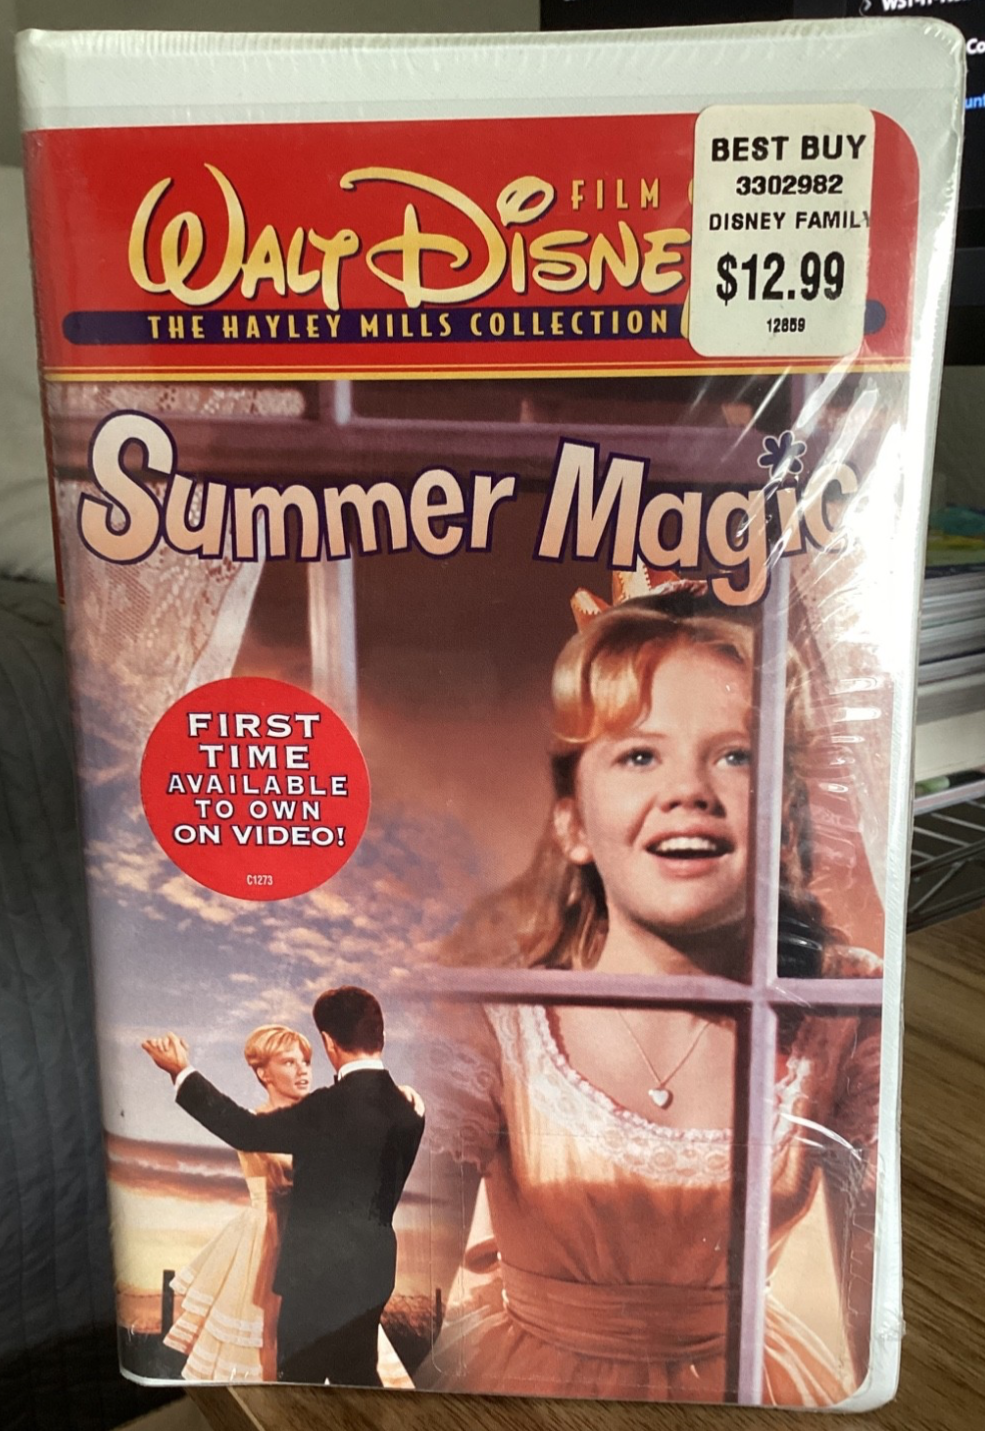 FILM
WALT DISNE
THE HAYLEY MILLS COLLECTION
BEST BUY
3302982
DISNEY FAMILY
$12.99
12859
Summer Magic
FIRST
TIME
AVAILABLE
TO OWN
ON VIDEO!
C1273